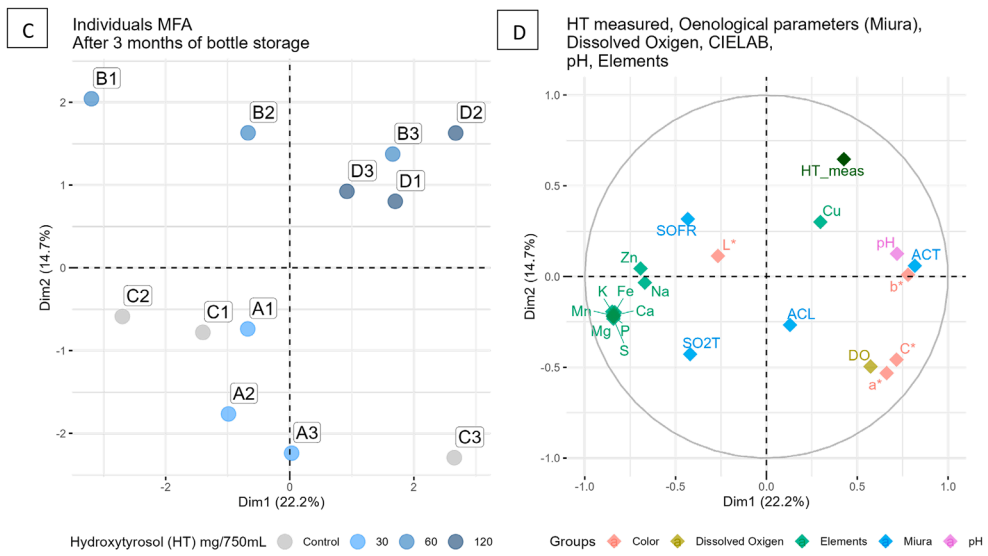 C
Individuals MFA
After 3 months of bottle storage
B1
B2
D2
B3
D3
D1
C2
C1
A1
A2
A3
C3
2
1
0
-1
-2
Dim2 (14.7%)
-2
0
2
Dim1 (22.2%)
Hydroxytyrosol (HT) mg/750mL
Control
30
60
120
D
HT measured, Oenological parameters (Miura),
Dissolved Oxigen, CIELAB,
pH, Elements
HT_meas
Cu
SOFR
L*
pH
ACT
b*
Zn
Na
K Fe
Mn Ca
Mg P
S
ACL
SO2T
DO
C*
a*
1.0
0.5
0.0
-0.5
-1.0
Dim2 (14.7%)
-1.0
-0.5
0.0
0.5
1.0
Dim1 (22.2%)
Groups
a Color
a Dissolved Oxigen
a Elements
a Miura
a pH